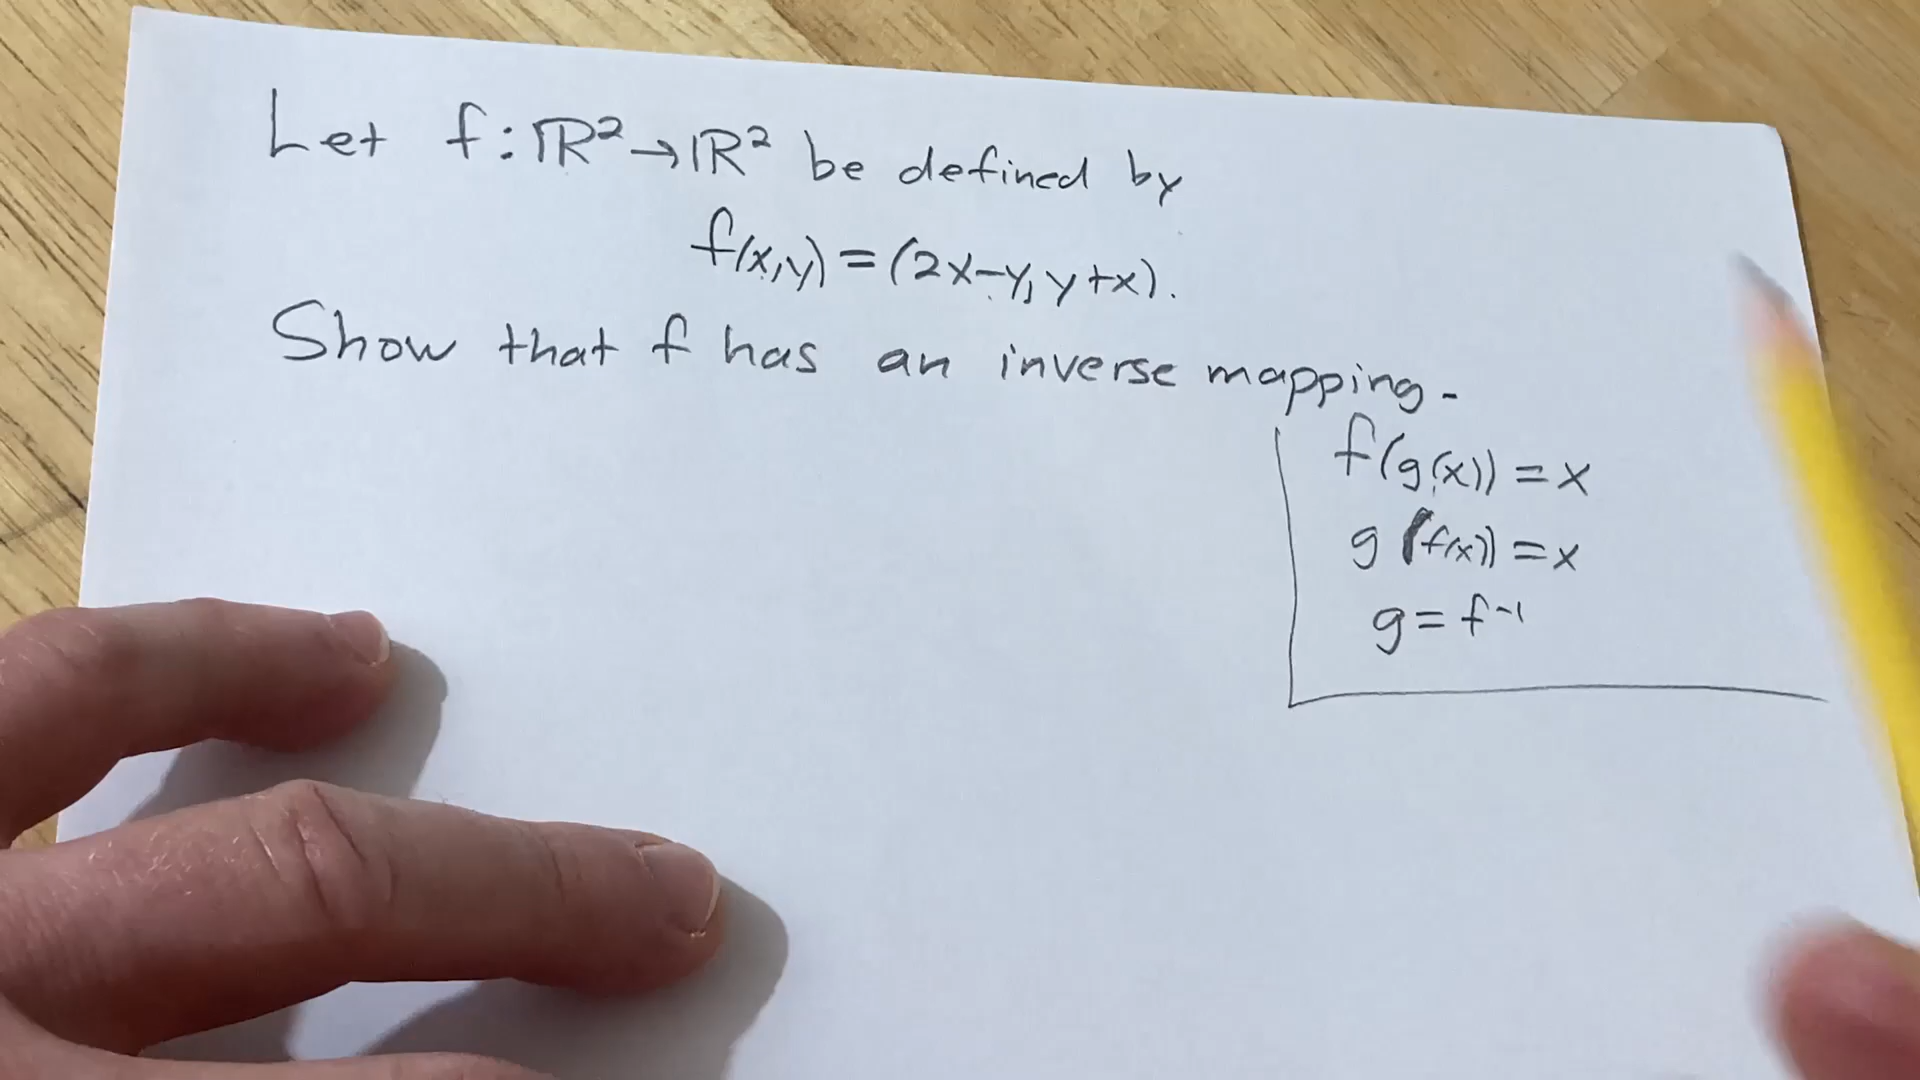 Let f: ℝ² → ℝ² be defined by
f(x,y) = (2x-y, y+x).
Show that f has an inverse mapping.
f(g(x)) = x
g(f(x)) = x
g = f⁻¹